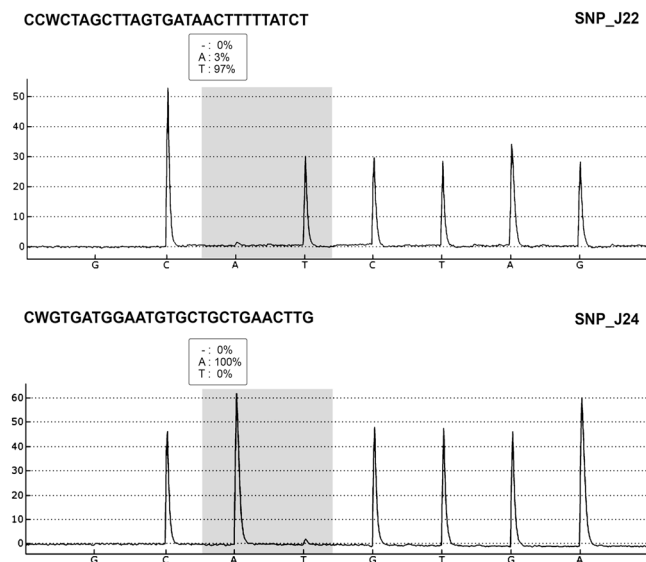 CCWCTAGCTTAGTGATAACTTTTTATCT SNP_J22
- : 0%
A : 3%
T : 97%
50
40
30
20
10
0
G C A T C T A G
CWGTGATGGAATGTGCTGCTGAACTTG SNP_J24
- : 0%
A : 100%
T : 0%
60
50
40
30
20
10
0
G C A T G T G A